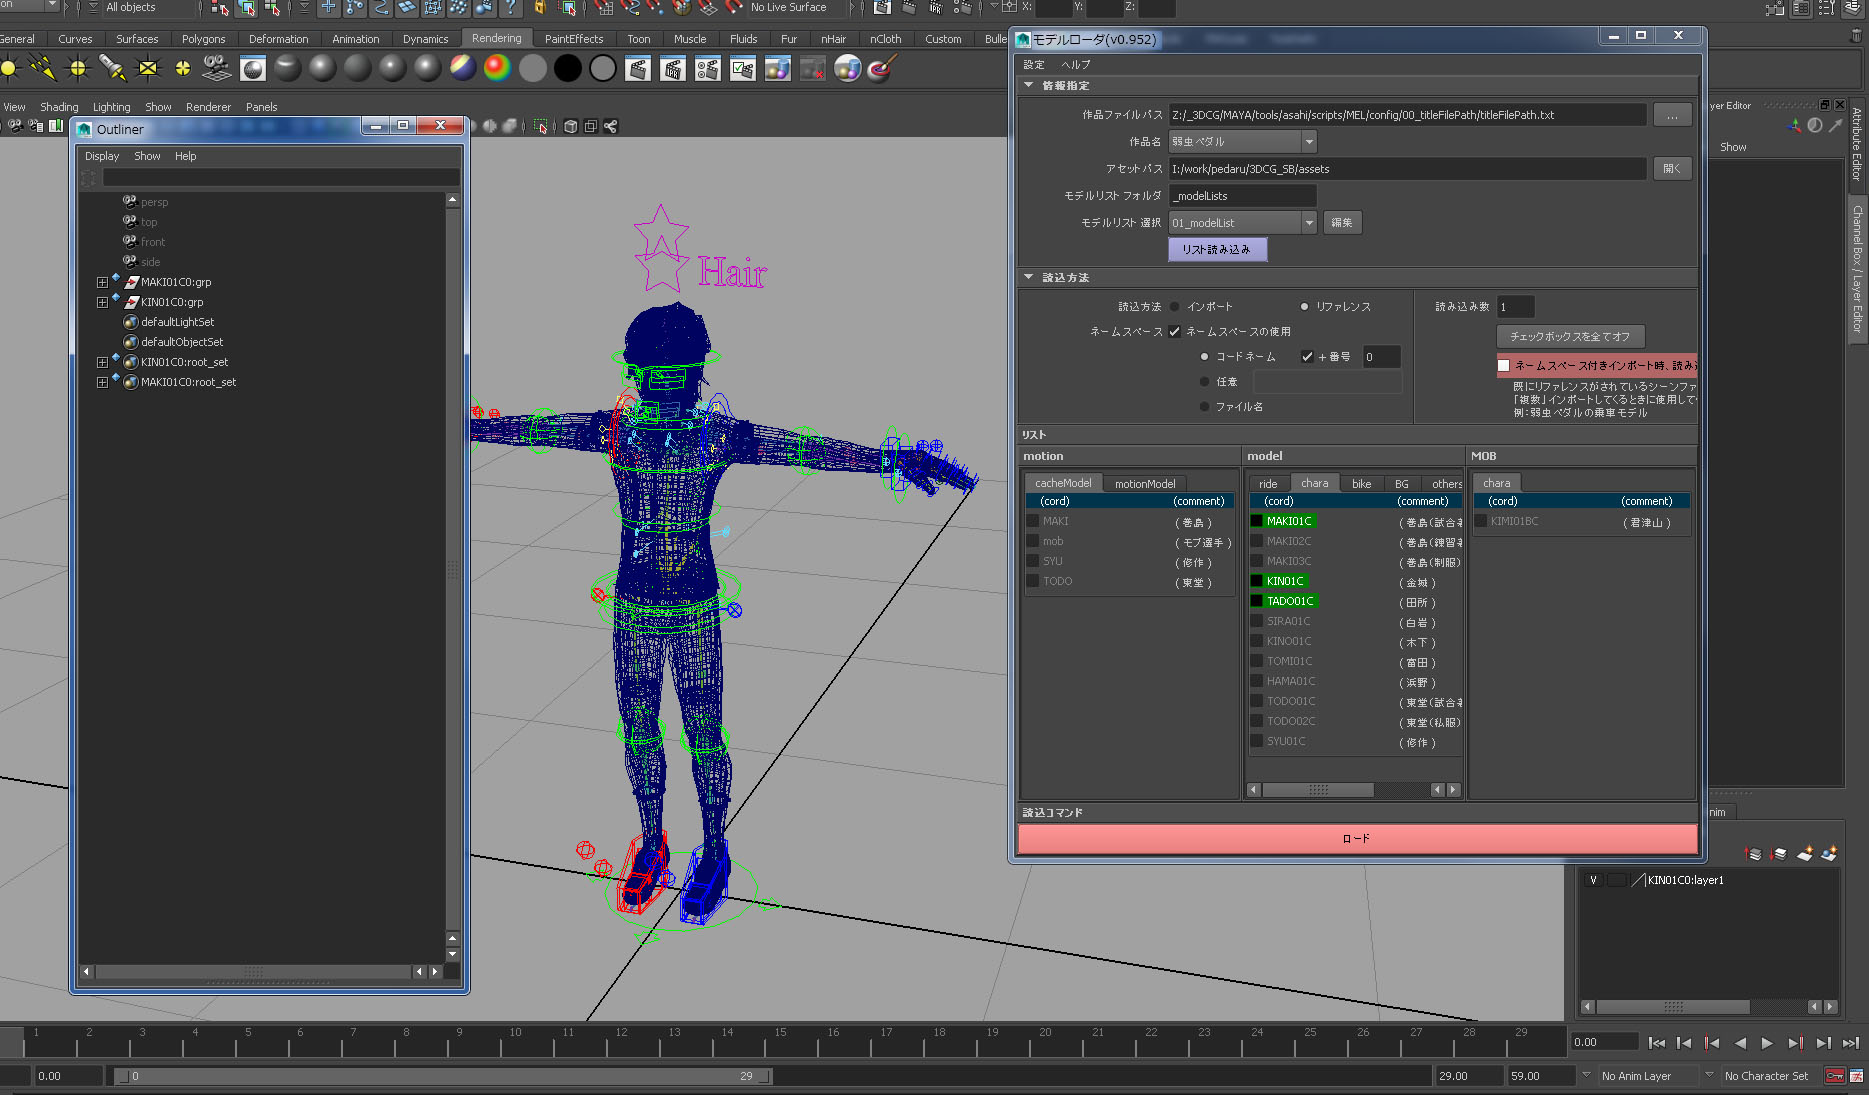 All objects
No Live Surface
X:
Y:
Z:
General Curves Surfaces Polygons Deformation Animation Dynamics Rendering PaintEffects Toon Muscle Fluids Fur nHair nCloth Custom Bulle
View Shading Lighting Show Renderer Panels
Outliner
Display Show Help
persp
top
front
side
MAKI01C0:grp
KIN01C0:grp
defaultLightSet
defaultObjectSet
KIN01C0:root_set
MAKI01C0:root_set
Hair
モデルローダ(v0.952)
設定 ヘルプ
情報指定
作品ファイルパス Z:/_3DCG/MAYA/tools/asahi/scripts/MEL/config/00_titleFilePath/titleFilePath.txt ...
作品名 弱虫ペダル
アセットパス I:/work/pedaru/3DCG_SB/assets 開く
モデルリスト フォルダ _modelLists
モデルリスト 選択 01_modelList 編集
リスト読み込み
読込方法
読込方法 インポート リファレンス
ネームスペース ネームスペースの使用
コードネーム +番号 0
任意
ファイル名
読み込み数 1
チェックボックスを全てオフ
ネームスペース付きインポート時、読み
既にリファレンスがされているシーンファ
「複数」インポートしてくるときに使用して
例：弱虫ペダルの乗車モデル
リスト
motion model MOB
cacheModel motionModel
(cord) (comment)
MAKI (巻島)
mob (モブ選手)
SYU (修作)
TODO (東堂)
ride chara bike BG others
(cord) (comment)
MAKI01C (巻島(試合着
MAKI02C (巻島(練習着
MAKI03C (巻島(制服)
KIN01C (金城)
TADO01C (田所)
SIRA01C (白岩)
KINO01C (木下)
TOMI01C (富田)
HAMA01C (浜野)
TODO01C (東堂(試合着
TODO02C (東堂(私服)
SYU01C (修作)
chara
(cord) (comment)
KIMI01BC (君津山)
読込コマンド
ロード
yer Editor
Show
Attribute Editor
Channel Box / Layer Editor
nim
V KIN01C0:layer1
1 2 3 4 5 6 7 8 9 10 11 12 13 14 15 16 17 18 19 20 21 22 23 24 25 26 27 28 29
0.00
0.00 0 29 29.00 59.00 No Anim Layer No Character Set